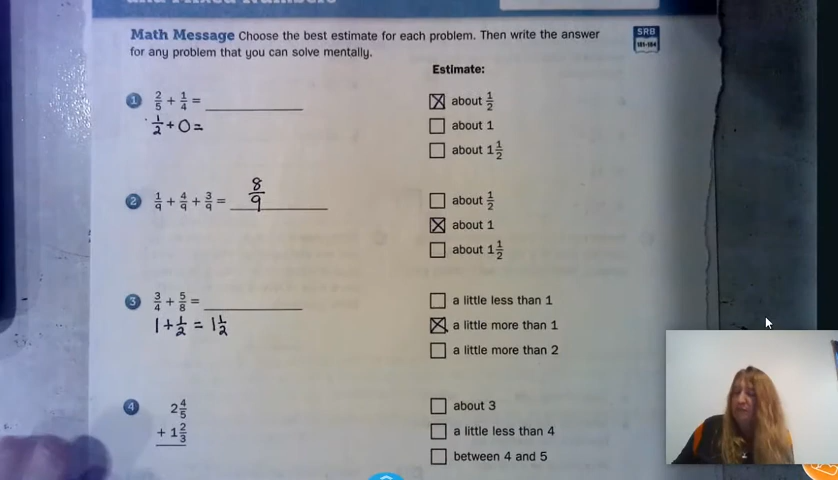 Math Message Choose the best estimate for each problem. Then write the answer
for any problem that you can solve mentally.
SRB
181-184
Estimate:
1 2/5 + 1/4 = ____
1/2 + 0 =
☒ about 1/2
☐ about 1
☐ about 1 1/2
2 1/9 + 4/9 + 3/9 = 8/9
☐ about 1/2
☒ about 1
☐ about 1 1/2
3 3/4 + 5/8 = ____
1 + 1/2 = 1 1/2
☐ a little less than 1
☒ a little more than 1
☐ a little more than 2
4 2 4/5
+ 1 2/3
☐ about 3
☐ a little less than 4
☐ between 4 and 5